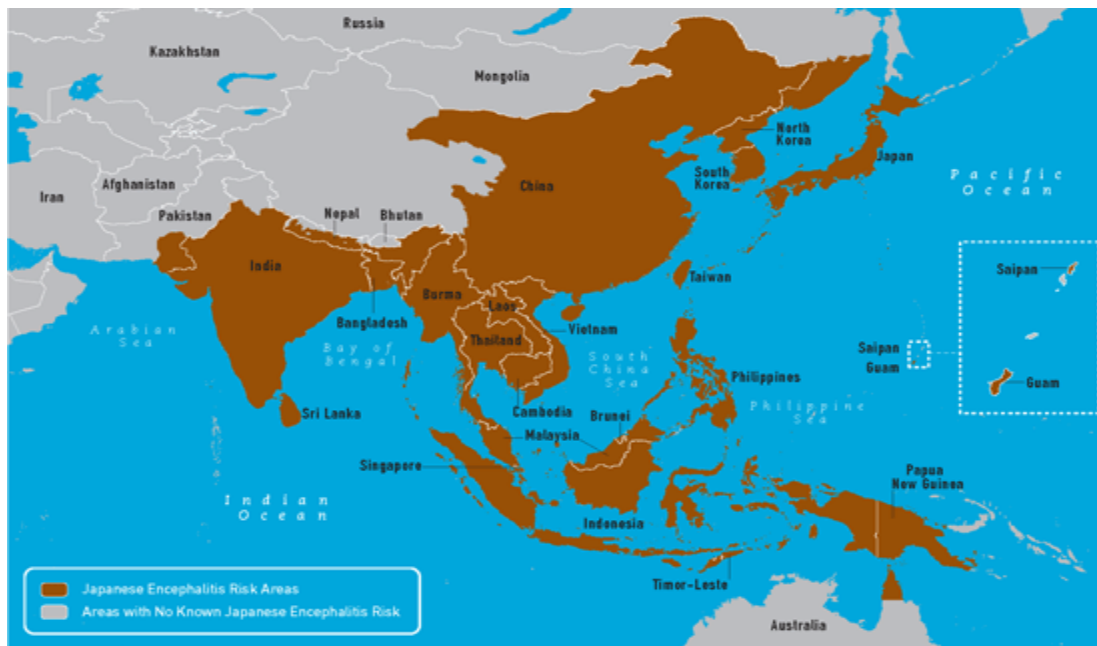 Russia
Kazakhstan
Mongolia
North
Korea
Japan
Afghanistan
China
South
Korea
Iran
Pacific
Ocean
Pakistan
Nepal
Bhutan
India
Saipan
Taiwan
Burma
Laos
Bangladesh
Vietnam
Arabian
Sea
Bay of
Bengal
Thailand
South
China
Sea
Saipan
Guam
Guam
Philippines
Philippine
Sea
Sri Lanka
Cambodia
Brunei
Malaysia
Singapore
Papua
New Guinea
Indian
Ocean
Indonesia
Timor-Leste
Japanese Encephalitis Risk Areas
Areas with No Known Japanese Encephalitis Risk
Australia